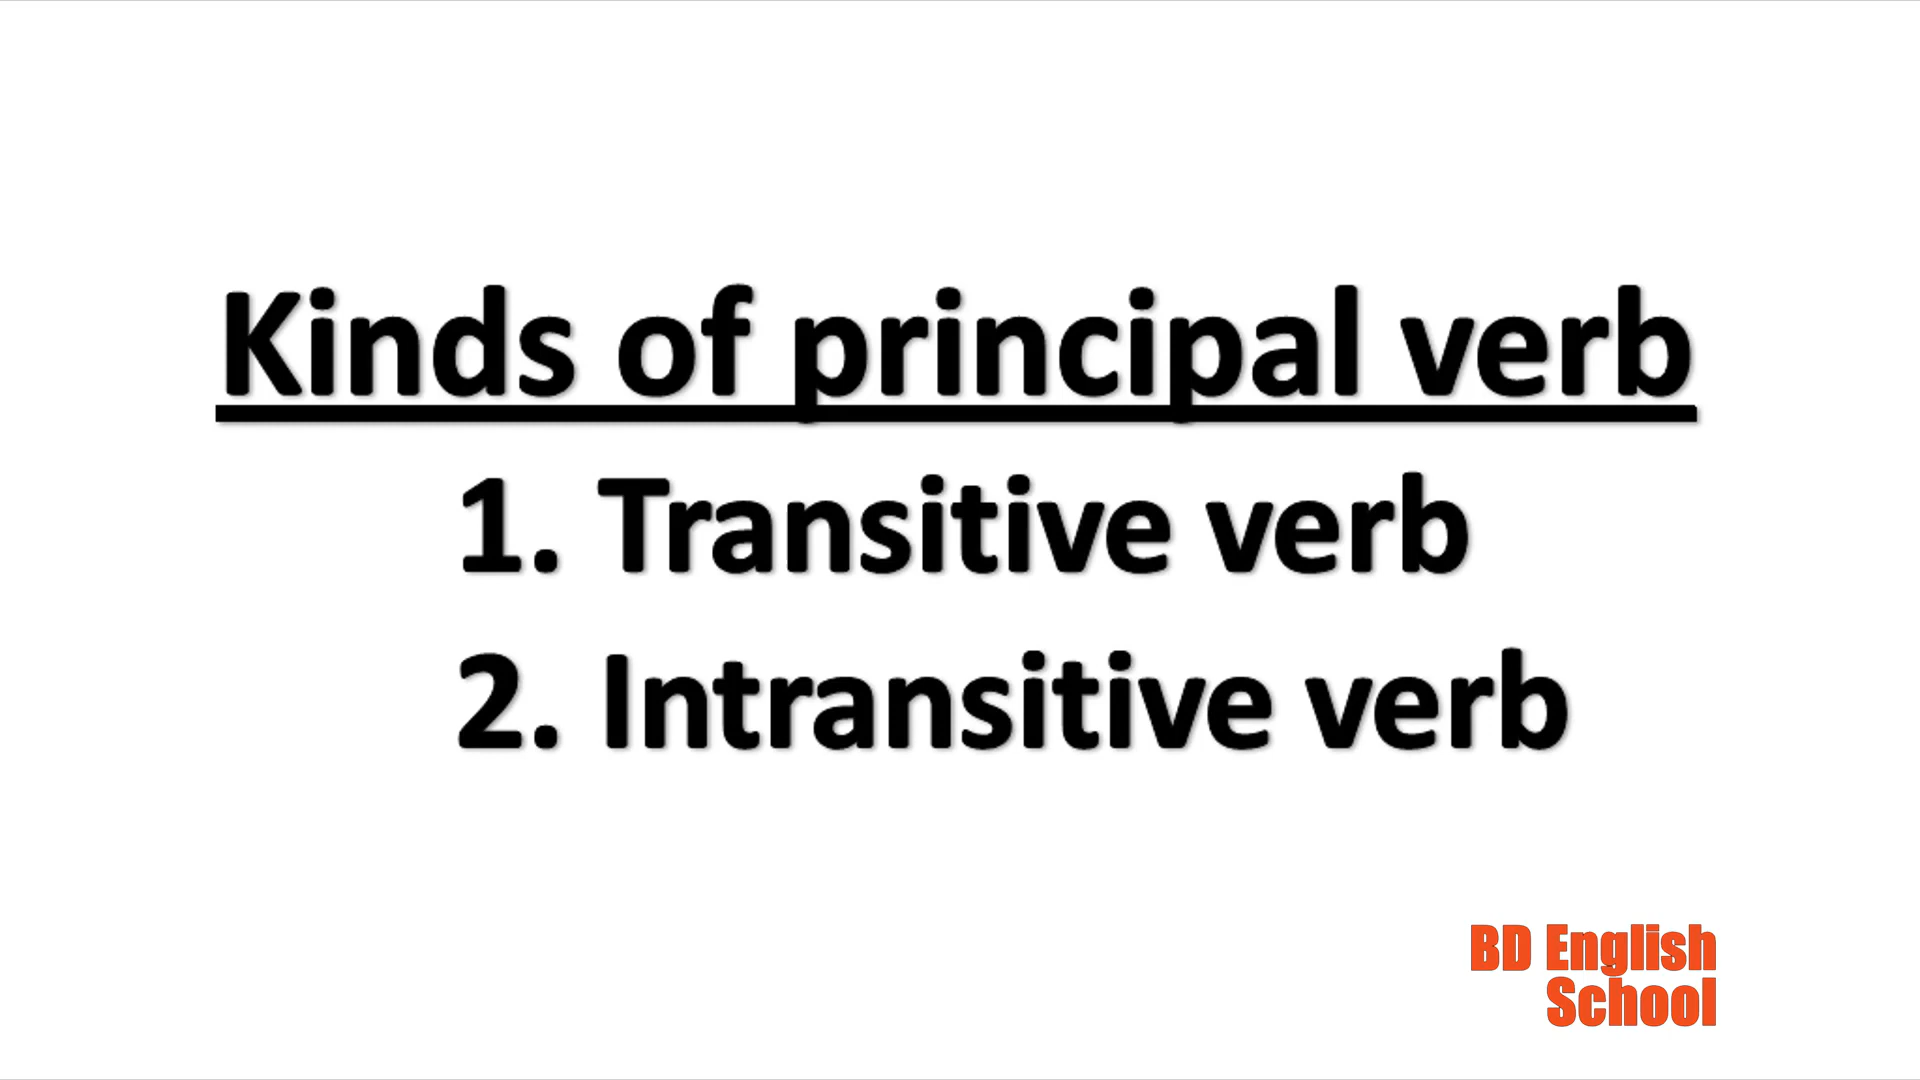 Kinds of principal verb
1. Transitive verb
2. Intransitive verb
BD English
School